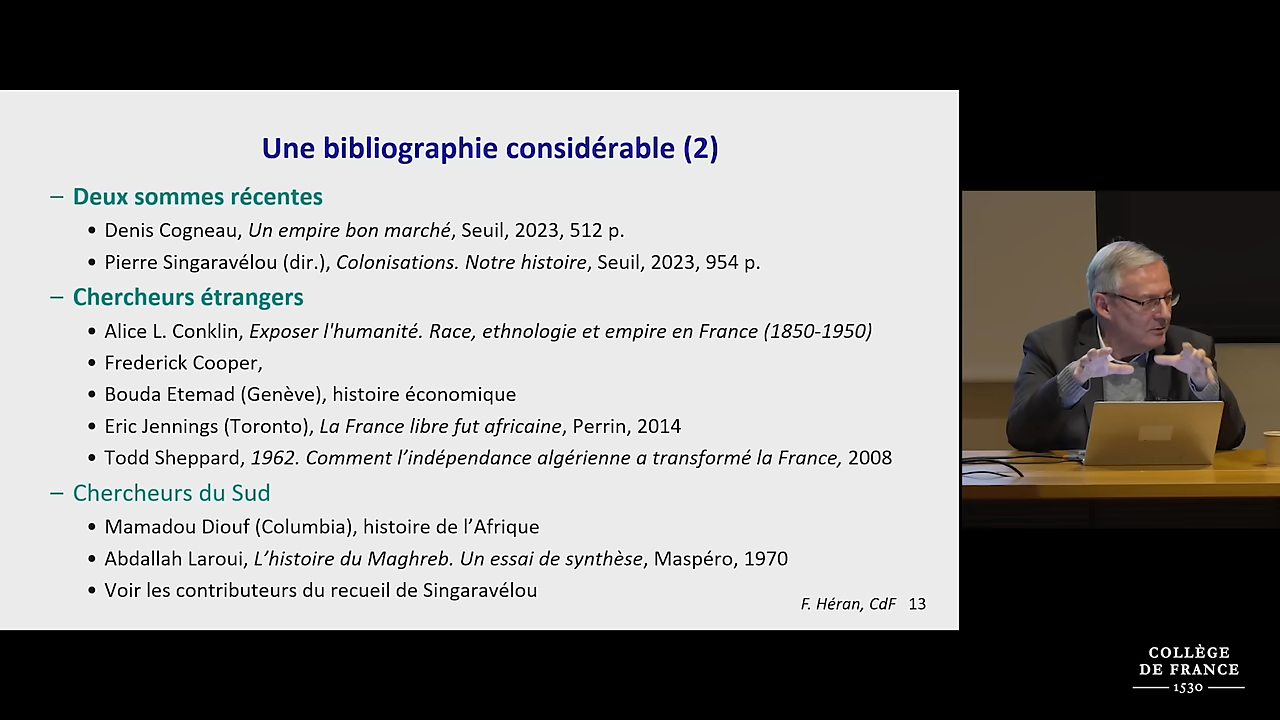 Une bibliographie considérable (2)
– Deux sommes récentes
• Denis Cogneau, Un empire bon marché, Seuil, 2023, 512 p.
• Pierre Singaravélou (dir.), Colonisations. Notre histoire, Seuil, 2023, 954 p.
– Chercheurs étrangers
• Alice L. Conklin, Exposer l'humanité. Race, ethnologie et empire en France (1850-1950)
• Frederick Cooper,
• Bouda Etemad (Genève), histoire économique
• Eric Jennings (Toronto), La France libre fut africaine, Perrin, 2014
• Todd Sheppard, 1962. Comment l’indépendance algérienne a transformé la France, 2008
– Chercheurs du Sud
• Mamadou Diouf (Columbia), histoire de l’Afrique
• Abdallah Laroui, L’histoire du Maghreb. Un essai de synthèse, Maspéro, 1970
• Voir les contributeurs du recueil de Singaravélou
F. Héran, CdF 13
COLLÈGE
DE FRANCE
1530